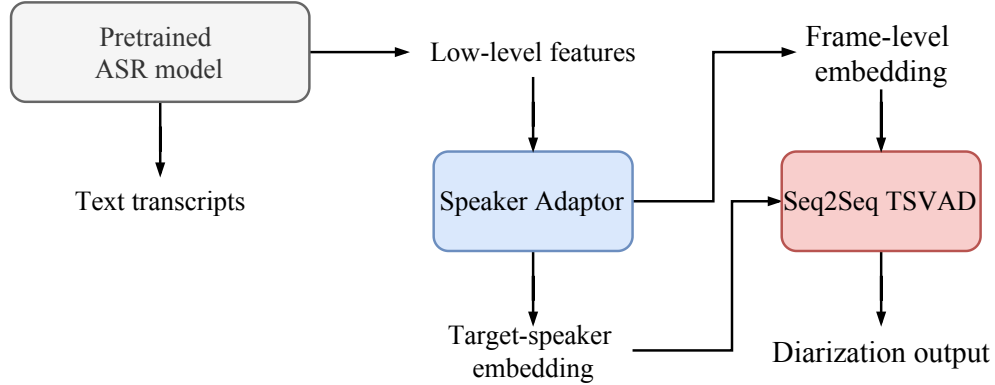 Pretrained
ASR model
Low-level features
Frame-level
embedding
Text transcripts
Speaker Adaptor
Seq2Seq TSVAD
Target-speaker
embedding
Diarization output